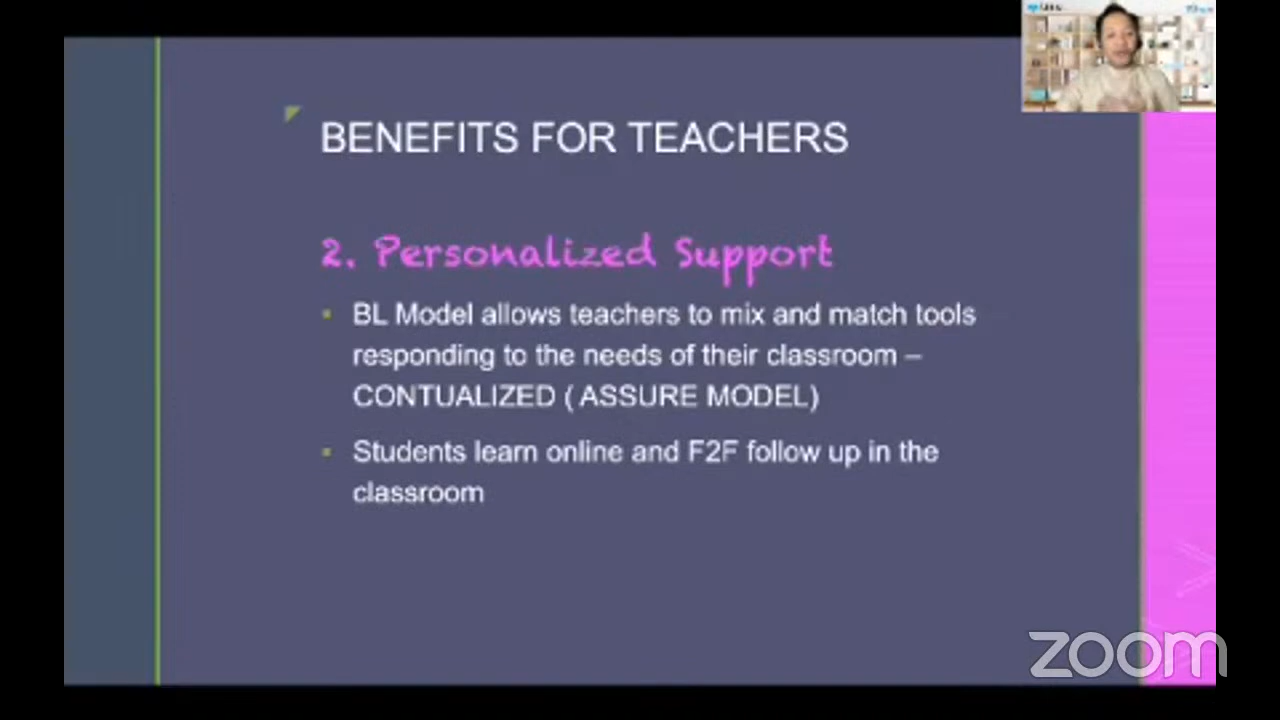 BENEFITS FOR TEACHERS
2. Personalized Support
BL Model allows teachers to mix and match tools
responding to the needs of their classroom –
CONTUALIZED ( ASSURE MODEL)
Students learn online and F2F follow up in the
classroom
zoom